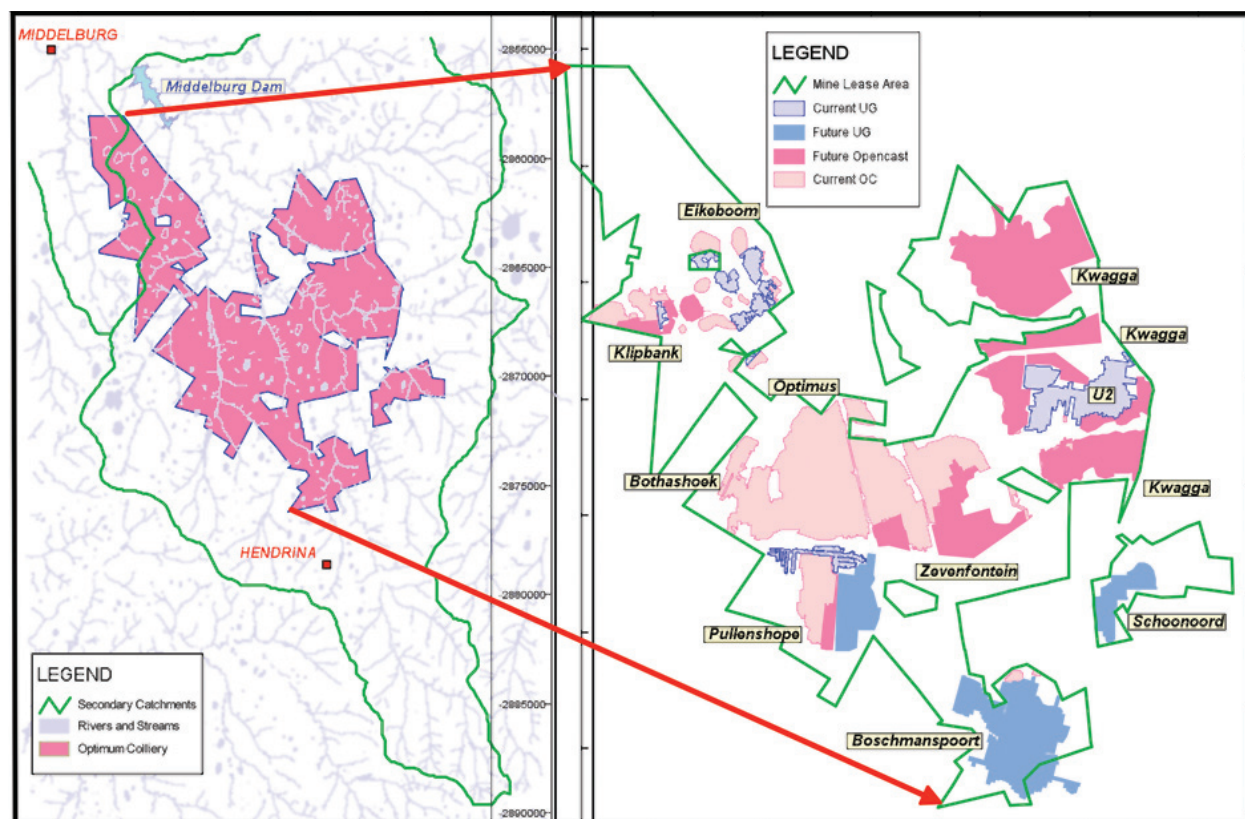 MIDDELBURG
Middelburg Dam
HENDRINA
LEGEND
Secondary Catchments
Rivers and Streams
Optimum Colliery
-2855000
-2860000
-2865000
-2870000
-2875000
-2880000
-2885000
-2890000
LEGEND
Mine Lease Area
Current UG
Future UG
Future Opencast
Current OC
Eikeboom
Kwagga
Kwagga
Klipbank
Optimus
U2
Bothashoek
Kwagga
Zevenfontein
Schoonoord
Pullenshope
Boschmanspoort